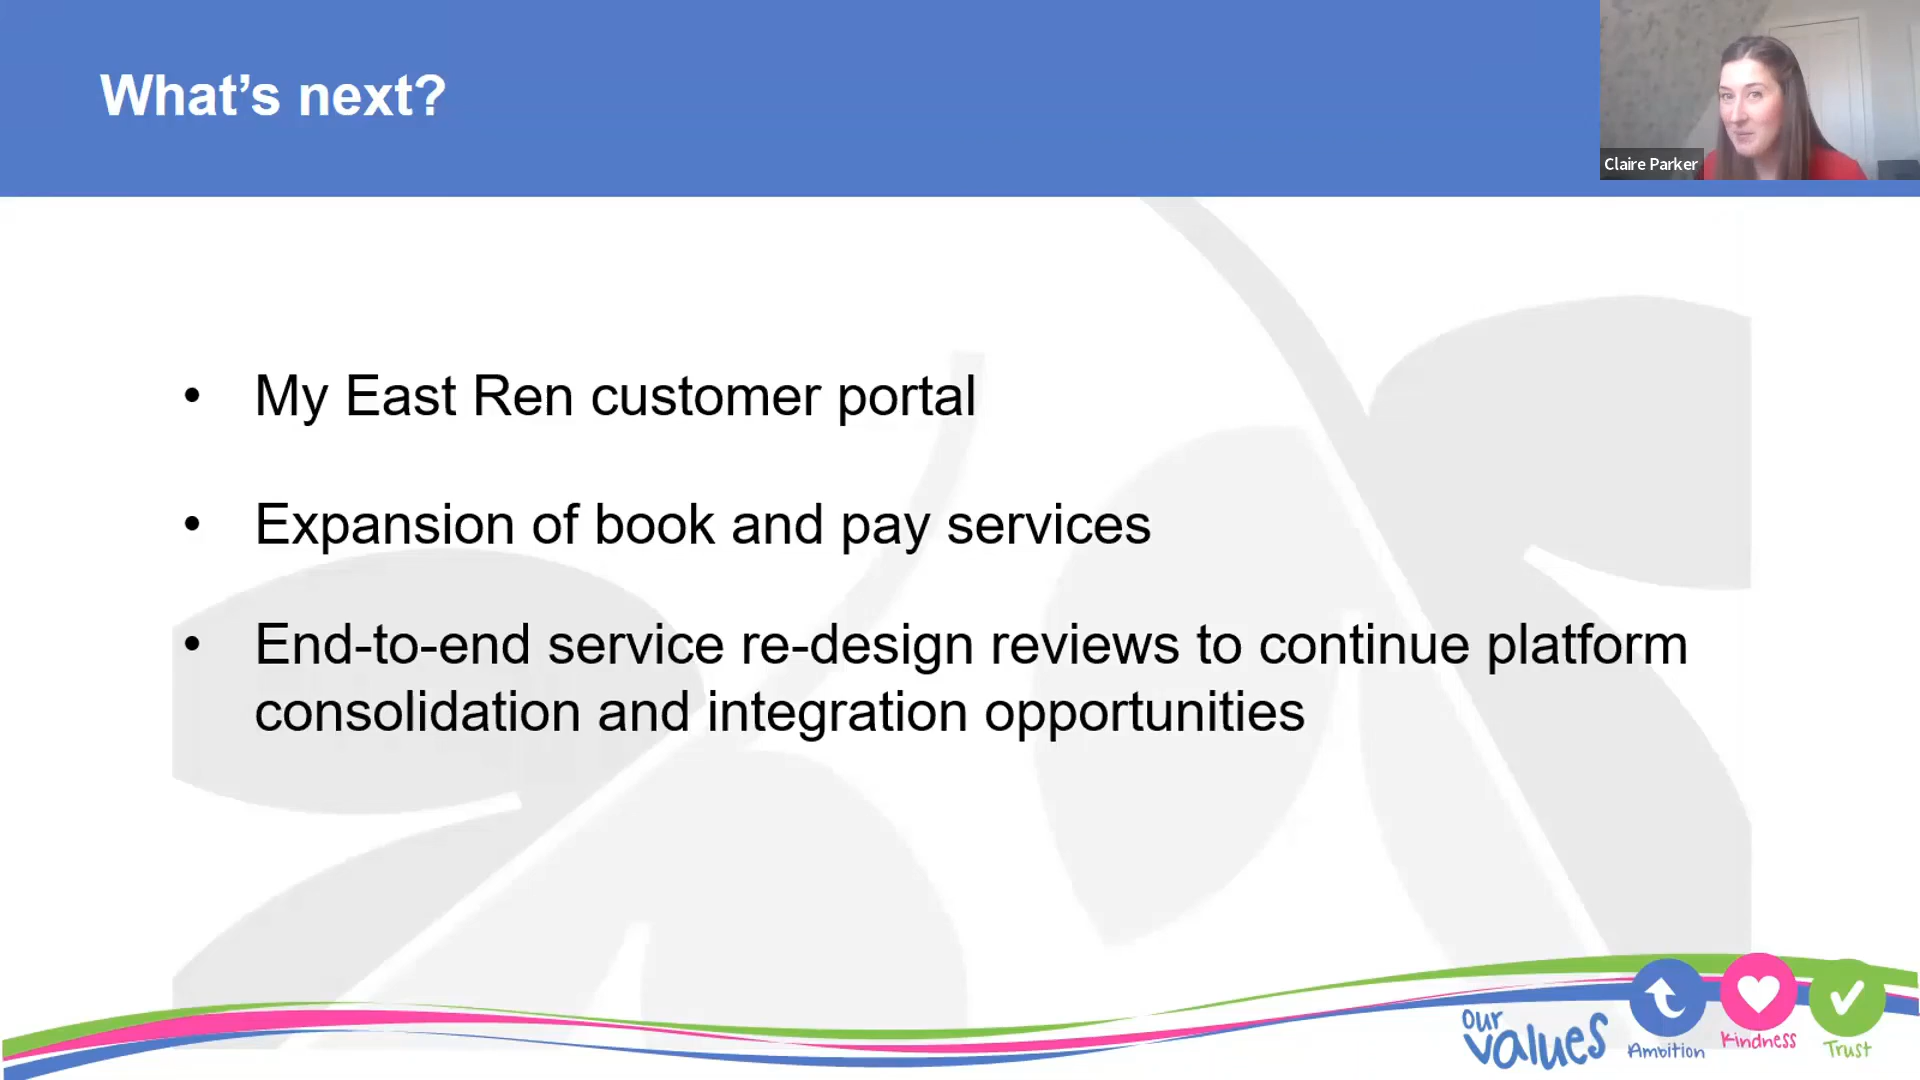 What’s next?
Claire Parker
• My East Ren customer portal
• Expansion of book and pay services
• End-to-end service re-design reviews to continue platform
consolidation and integration opportunities
our
values
Ambition
Kindness
Trust